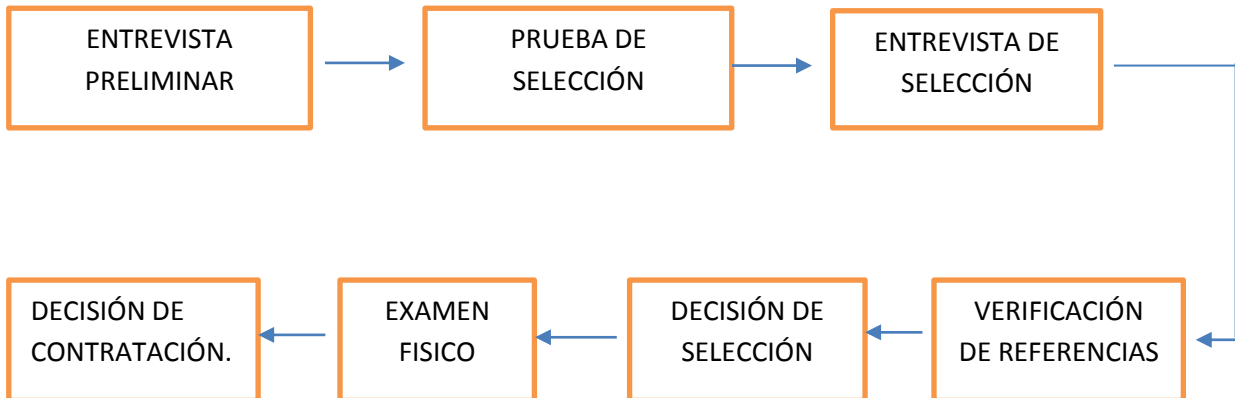 ENTREVISTA
PRELIMINAR
PRUEBA DE
SELECCIÓN
ENTREVISTA DE
SELECCIÓN
VERIFICACIÓN
DE REFERENCIAS
DECISIÓN DE
SELECCIÓN
EXAMEN
FISICO
DECISIÓN DE
CONTRATACIÓN.